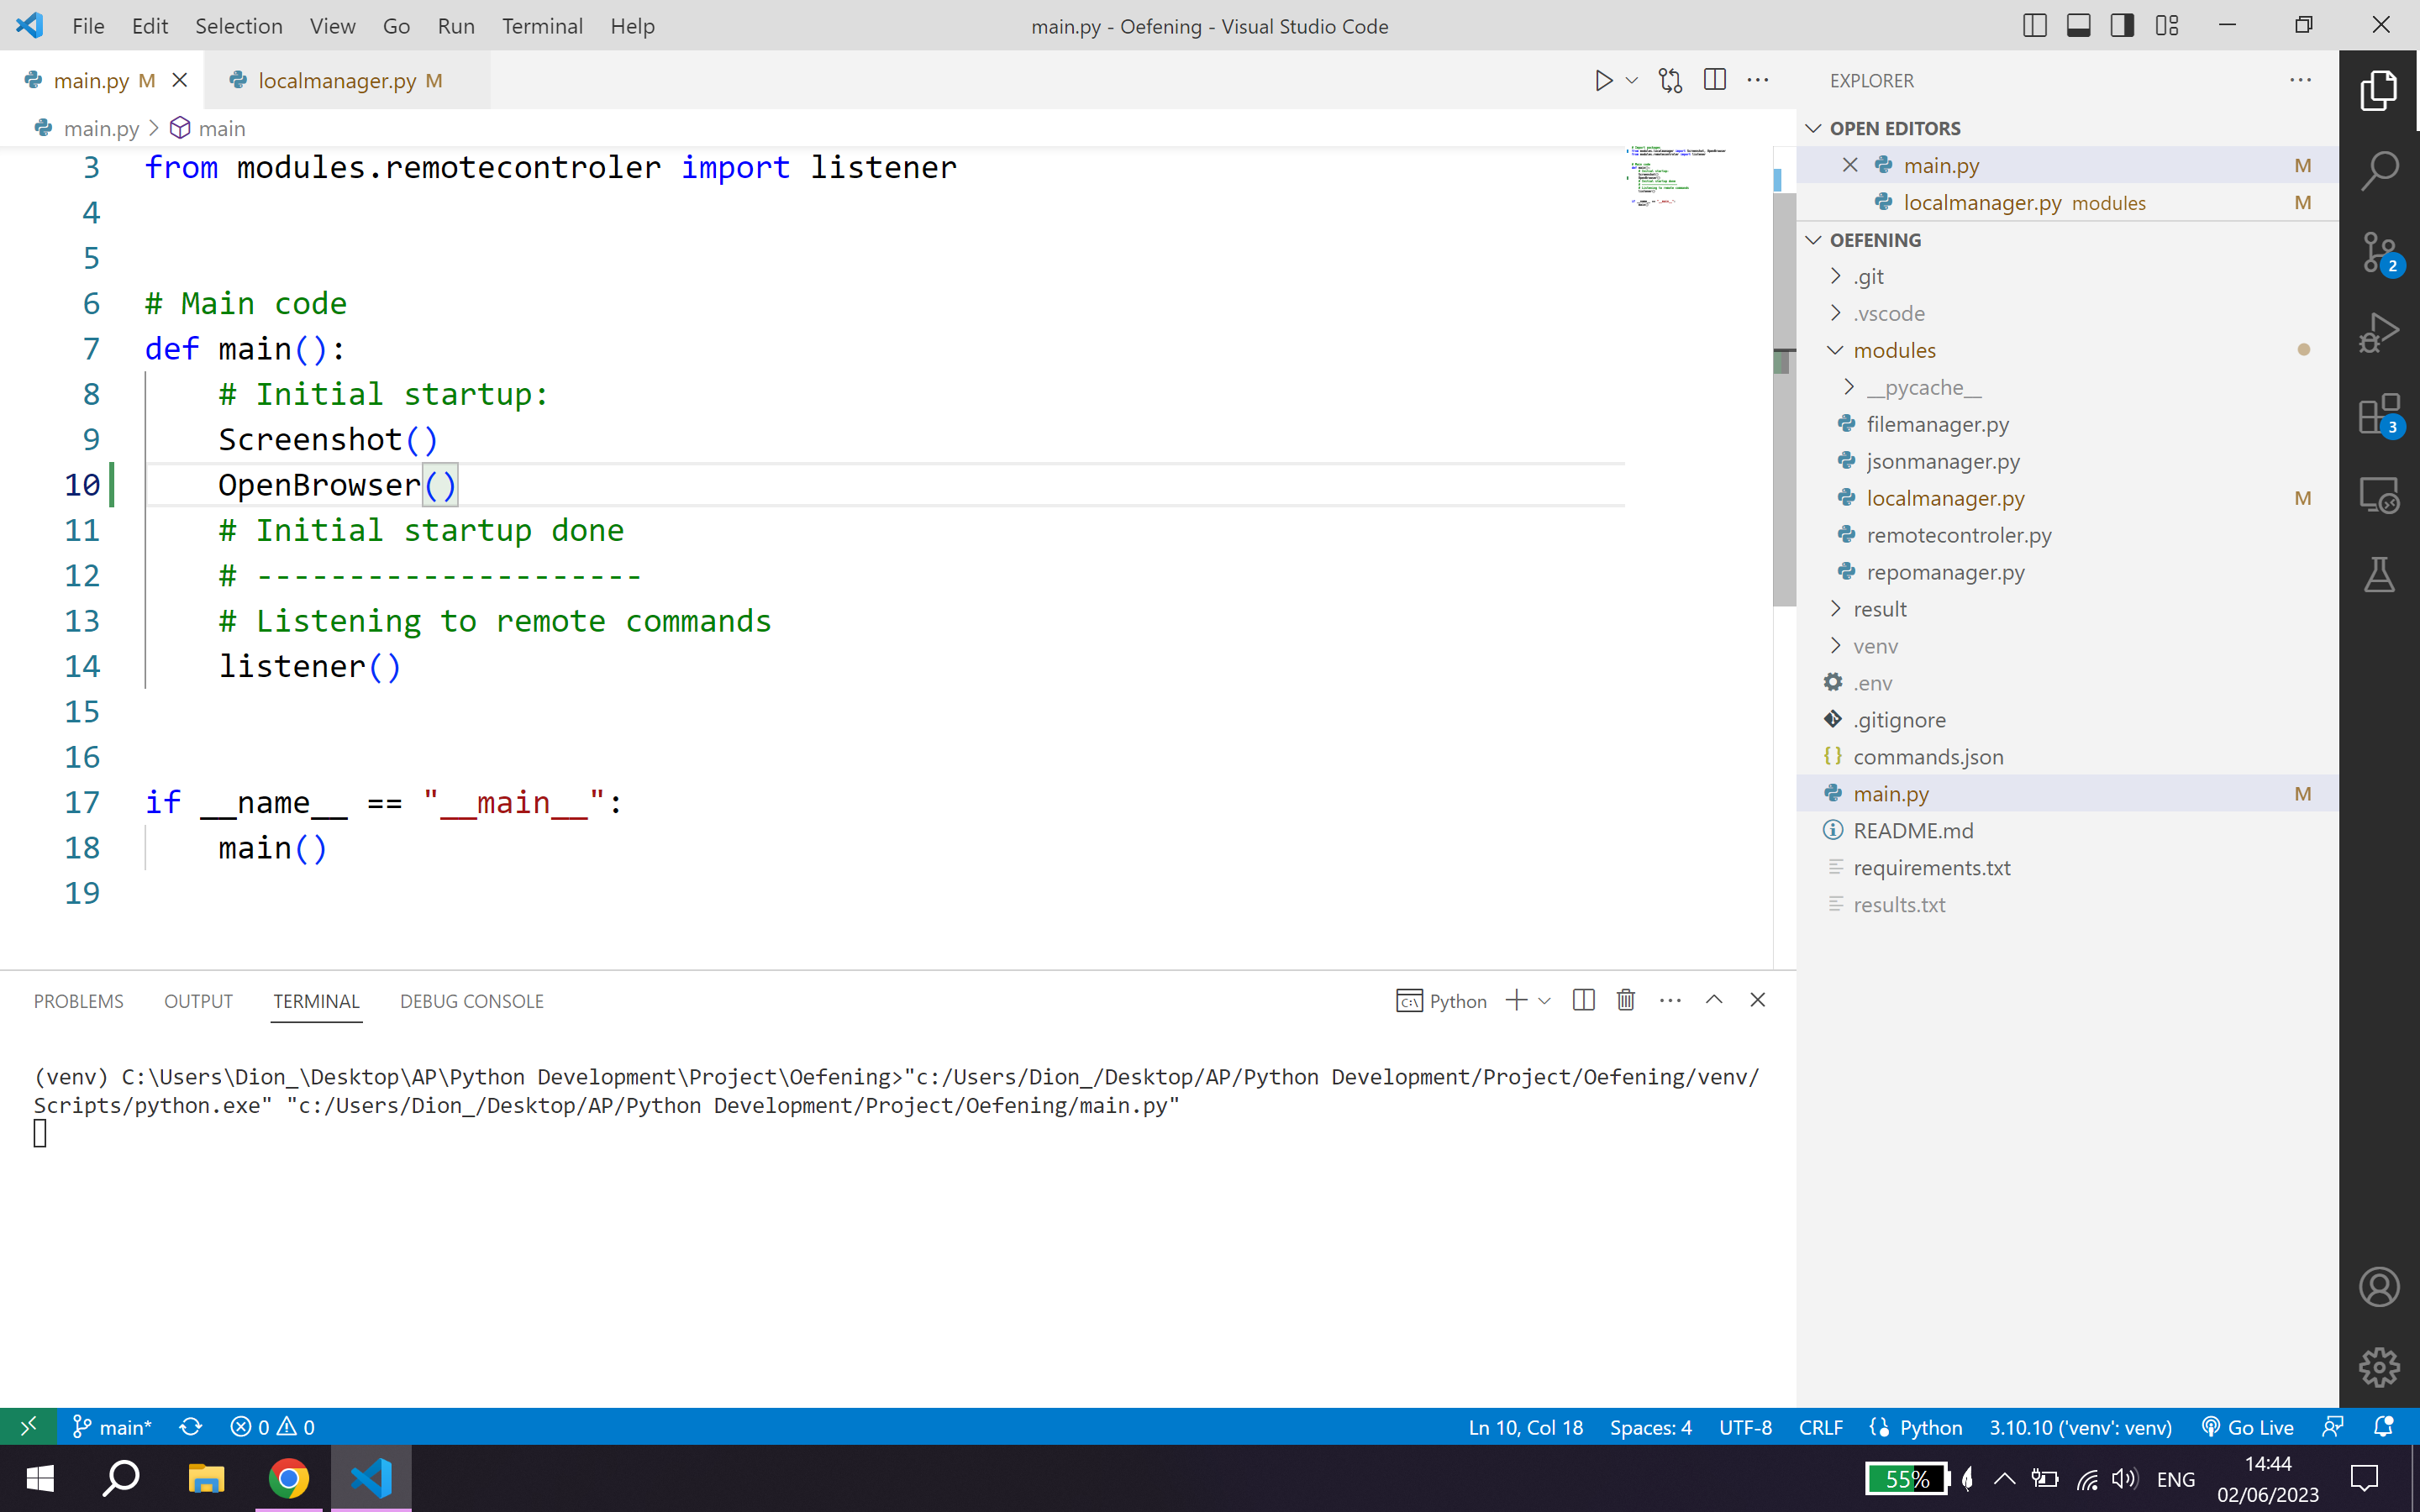 File Edit Selection View Go Run Terminal Help
main.py - Oefening - Visual Studio Code
main.py M
localmanager.py M
main.py > main
3 from modules.remotecontroler import listener
4
5
6 # Main code
7 def main():
8 # Initial startup:
9 Screenshot()
10 OpenBrowser()
11 # Initial startup done
12 # ---------------------
13 # Listening to remote commands
14 listener()
15
16
17 if __name__ == "__main__":
18 main()
19
EXPLORER
OPEN EDITORS
main.py M
localmanager.py modules M
OEFENING
.git
.vscode
modules
__pycache__
filemanager.py
jsonmanager.py
localmanager.py M
remotecontroler.py
repomanager.py
result
venv
.env
.gitignore
commands.json
main.py M
README.md
requirements.txt
results.txt
2
3
PROBLEMS OUTPUT TERMINAL DEBUG CONSOLE
Python
(venv) C:\Users\Dion_\Desktop\AP\Python Development\Project\Oefening>"c:/Users/Dion_/Desktop/AP/Python Development/Project/Oefening/venv/
Scripts/python.exe" "c:/Users/Dion_/Desktop/AP/Python Development/Project/Oefening/main.py"
main* 0 0
Ln 10, Col 18 Spaces: 4 UTF-8 CRLF Python 3.10.10 ('venv': venv) Go Live
55% ENG
14:44
02/06/2023